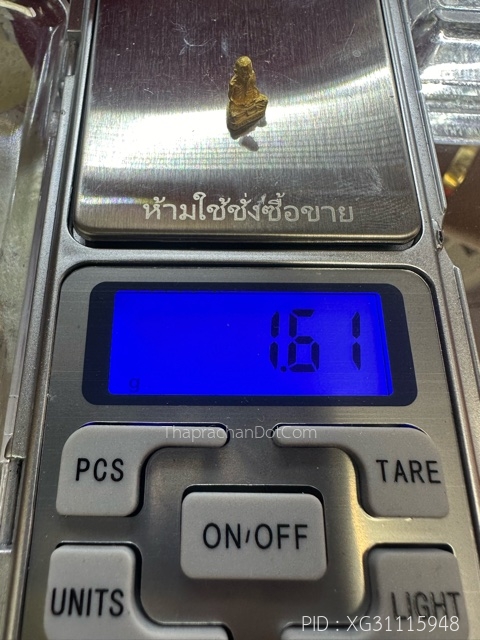 ห้ามใช้ชั่งซื้อขาย
1.61
g
ThaprachanDotCom
PCS
TARE
ON/OFF
UNITS
LIGHT
PID : XG31115948